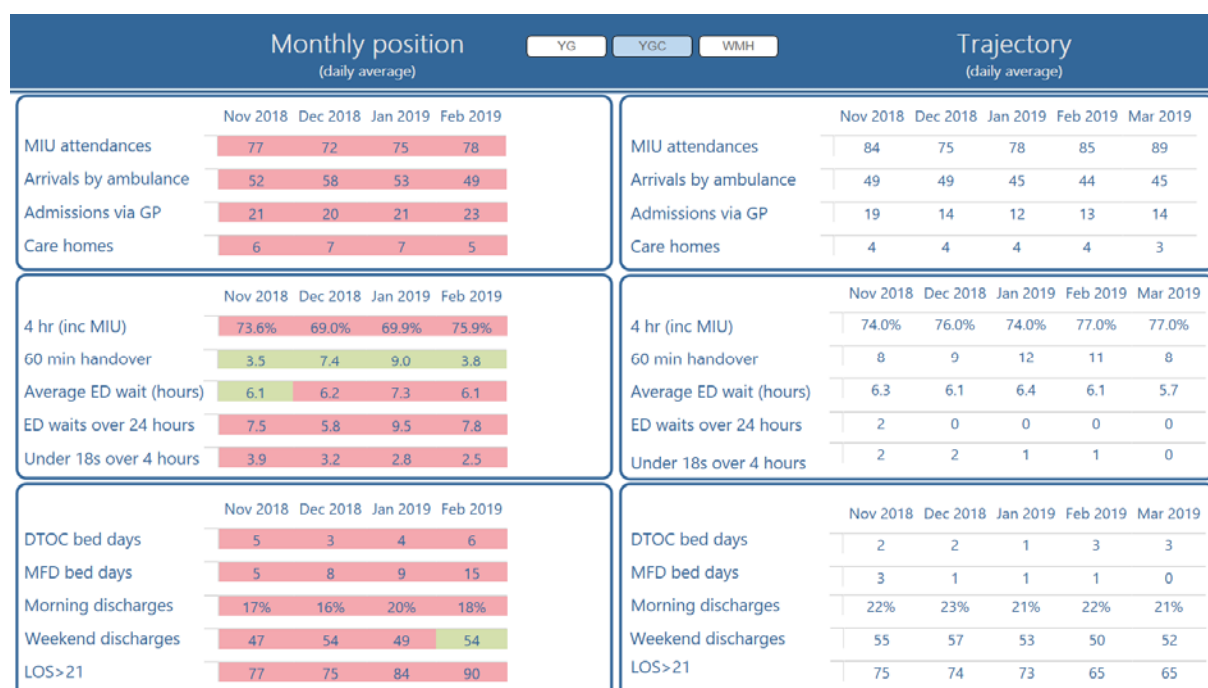 Monthly position
(daily average)
YG YGC WMH
Trajectory
(daily average)
Nov 2018 Dec 2018 Jan 2019 Feb 2019
MIU attendances 77 72 75 78
Arrivals by ambulance 52 58 53 49
Admissions via GP 21 20 21 23
Care homes 6 7 7 5
Nov 2018 Dec 2018 Jan 2019 Feb 2019 Mar 2019
MIU attendances 84 75 78 85 89
Arrivals by ambulance 49 49 45 44 45
Admissions via GP 19 14 12 13 14
Care homes 4 4 4 4 3
Nov 2018 Dec 2018 Jan 2019 Feb 2019
4 hr (inc MIU) 73.6% 69.0% 69.9% 75.9%
60 min handover 3.5 7.4 9.0 3.8
Average ED wait (hours) 6.1 6.2 7.3 6.1
ED waits over 24 hours 7.5 5.8 9.5 7.8
Under 18s over 4 hours 3.9 3.2 2.8 2.5
Nov 2018 Dec 2018 Jan 2019 Feb 2019 Mar 2019
4 hr (inc MIU) 74.0% 76.0% 74.0% 77.0% 77.0%
60 min handover 8 9 12 11 8
Average ED wait (hours) 6.3 6.1 6.4 6.1 5.7
ED waits over 24 hours 2 0 0 0 0
Under 18s over 4 hours 2 2 1 1 0
Nov 2018 Dec 2018 Jan 2019 Feb 2019
DTOC bed days 5 3 4 6
MFD bed days 5 8 9 15
Morning discharges 17% 16% 20% 18%
Weekend discharges 47 54 49 54
LOS>21 77 75 84 90
Nov 2018 Dec 2018 Jan 2019 Feb 2019 Mar 2019
DTOC bed days 2 2 1 3 3
MFD bed days 3 1 1 1 0
Morning discharges 22% 23% 21% 22% 21%
Weekend discharges 55 57 53 50 52
LOS>21 75 74 73 65 65